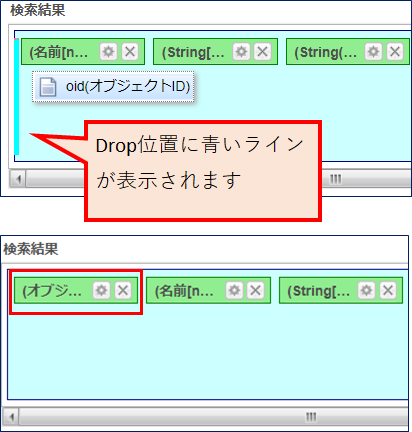 検索結果
(名前[n... (String[... (String(...
oid(オブジェクトID)
Drop位置に青いライン
が表示されます
検索結果
(オブジ... (名前[n... (String[...